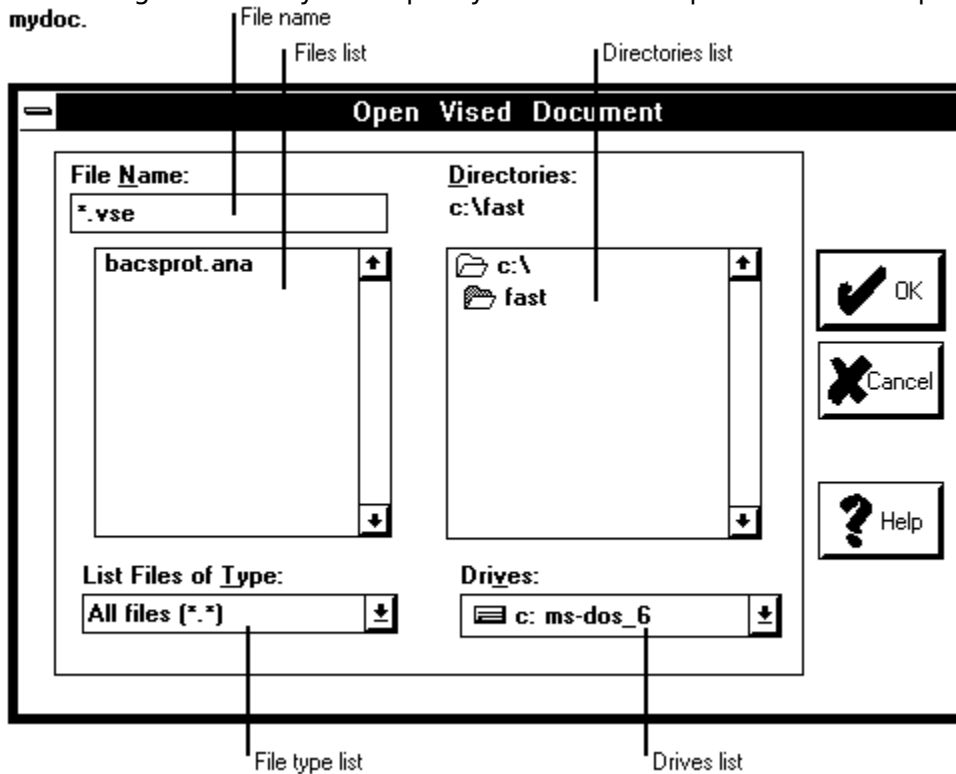 mydoc.
File name
Files list
Directories list
Open Vised Document
File Name:
*.vse
Directories:
c:\fast
bacsprot.ana
c:\
fast
OK
Cancel
Help
List Files of Type:
All files (*.*)
Drives:
c: ms-dos_6
File type list
Drives list